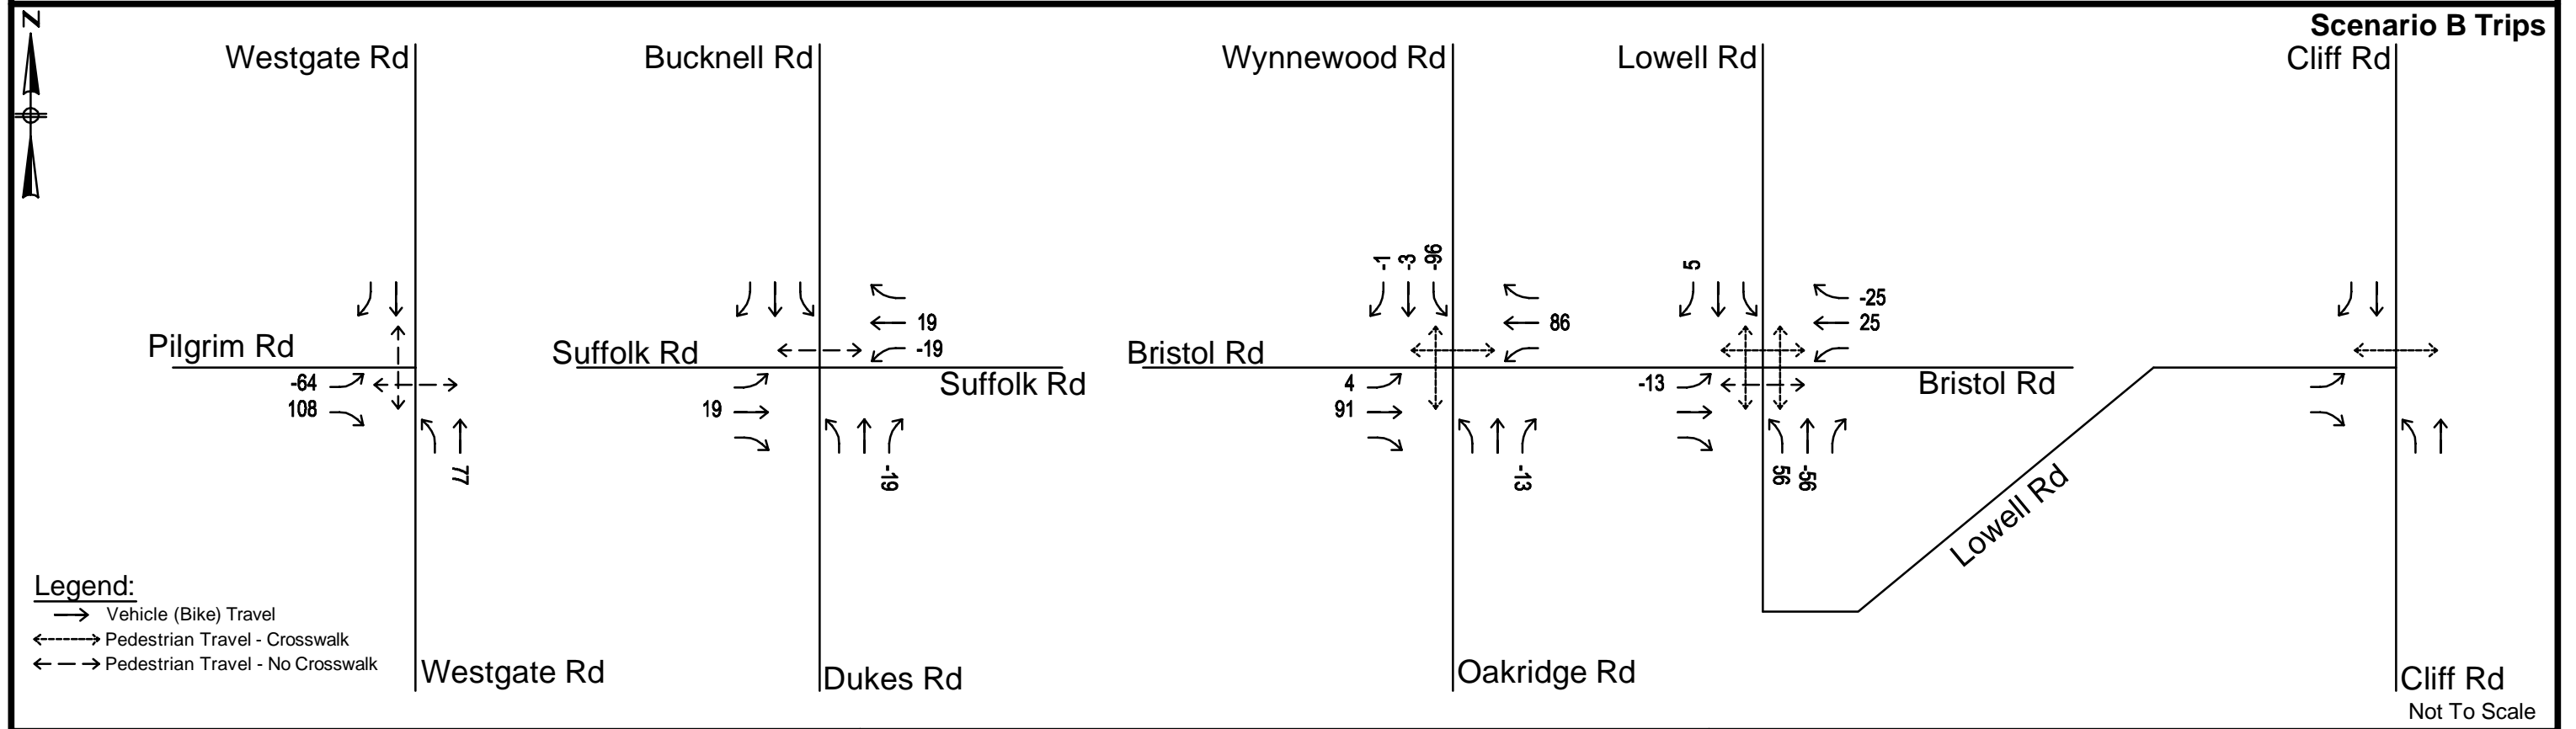 Scenario B Trips
N
Westgate Rd
Bucknell Rd
Wynnewood Rd
Lowell Rd
Cliff Rd
-1
-3
-96
5
-25
19
86
25
Pilgrim Rd
Suffolk Rd
-19
Bristol Rd
-64
Suffolk Rd
4
-13
Bristol Rd
108
19
91
77
-19
-13
56
-56
Lowell Rd
Legend:
Vehicle (Bike) Travel
Pedestrian Travel - Crosswalk
Pedestrian Travel - No Crosswalk
Westgate Rd
Dukes Rd
Oakridge Rd
Cliff Rd
Not To Scale